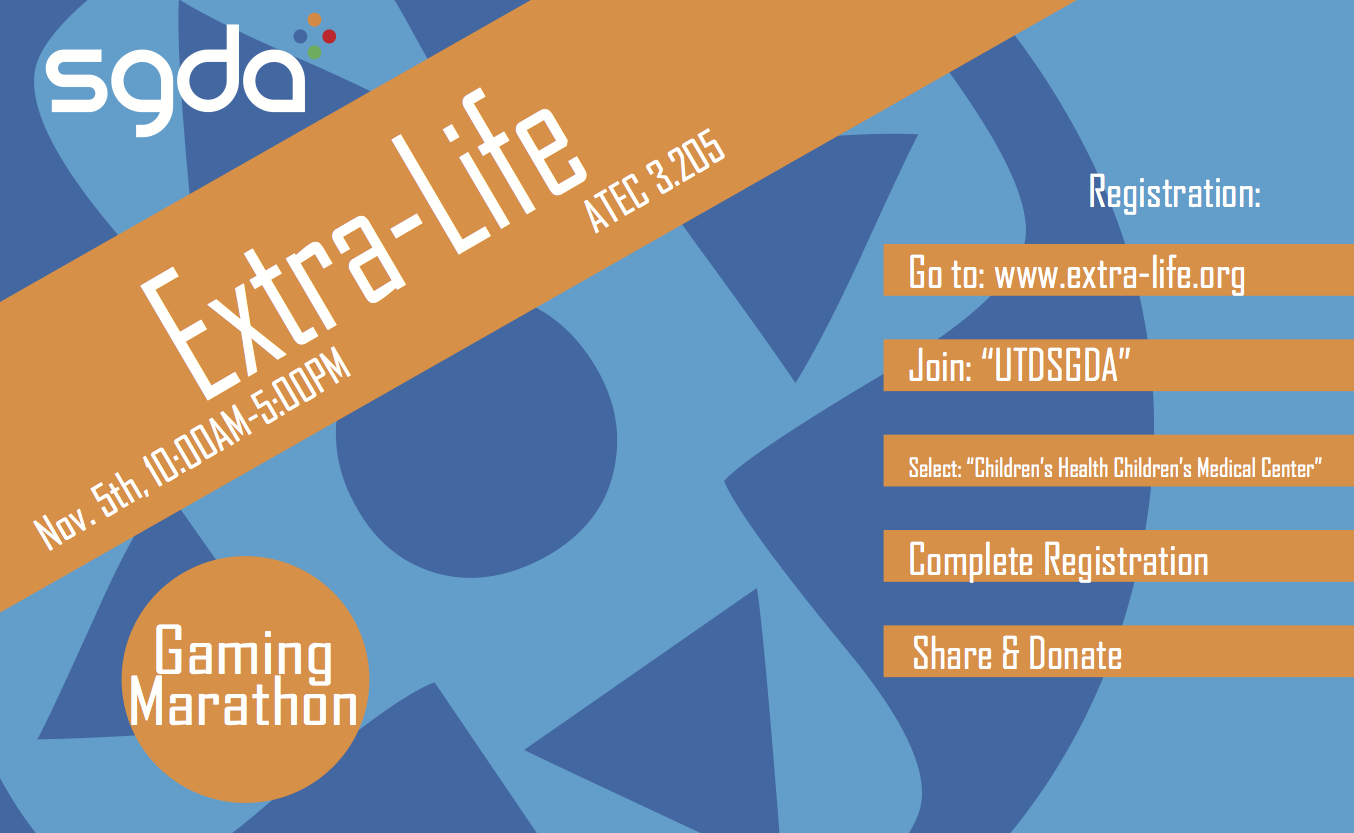 sgda
Extra-Life
ATEC 3.205
Nov. 5th, 10:00AM-5:00PM
Gaming
Marathon
Registration:
Go to: www.extra-life.org
Join: “UTDSGDA”
Select: “Children’s Health Children’s Medical Center”
Complete Registration
Share & Donate